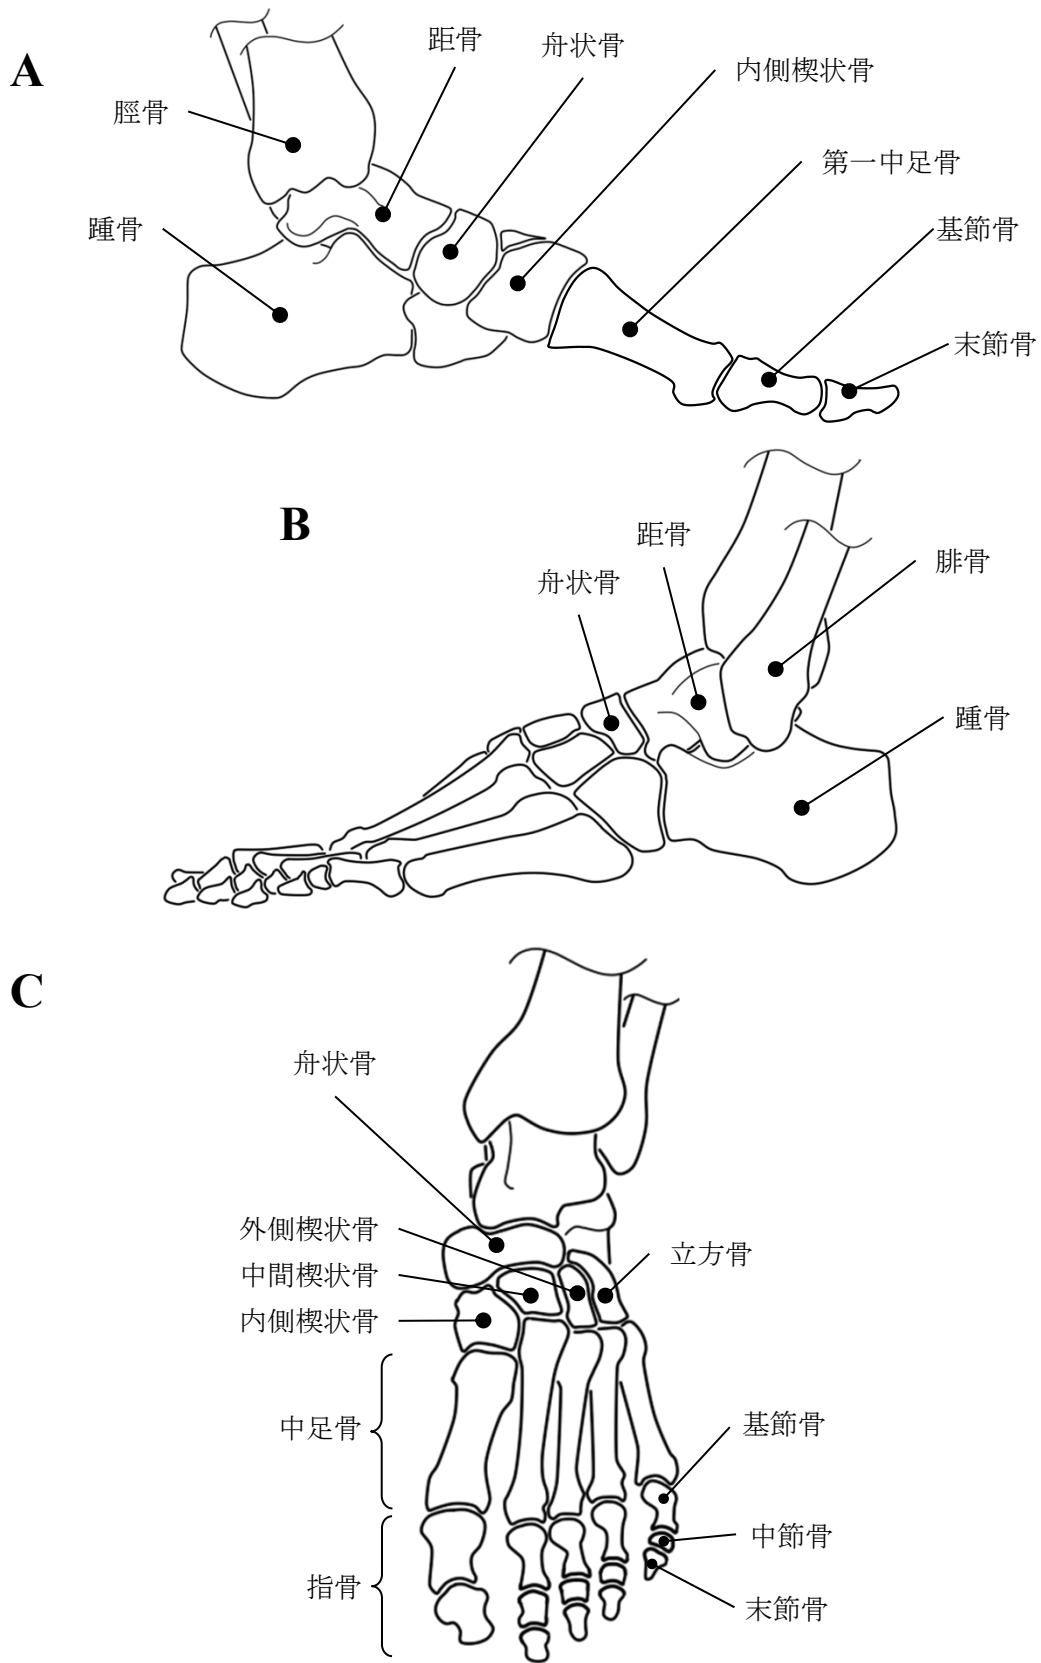 A
距骨
舟状骨
内側楔状骨
脛骨
第一中足骨
踵骨
基節骨
末節骨
B
距骨
腓骨
舟状骨
踵骨
C
舟状骨
外側楔状骨
立方骨
中間楔状骨
内側楔状骨
中足骨
基節骨
中節骨
指骨
末節骨